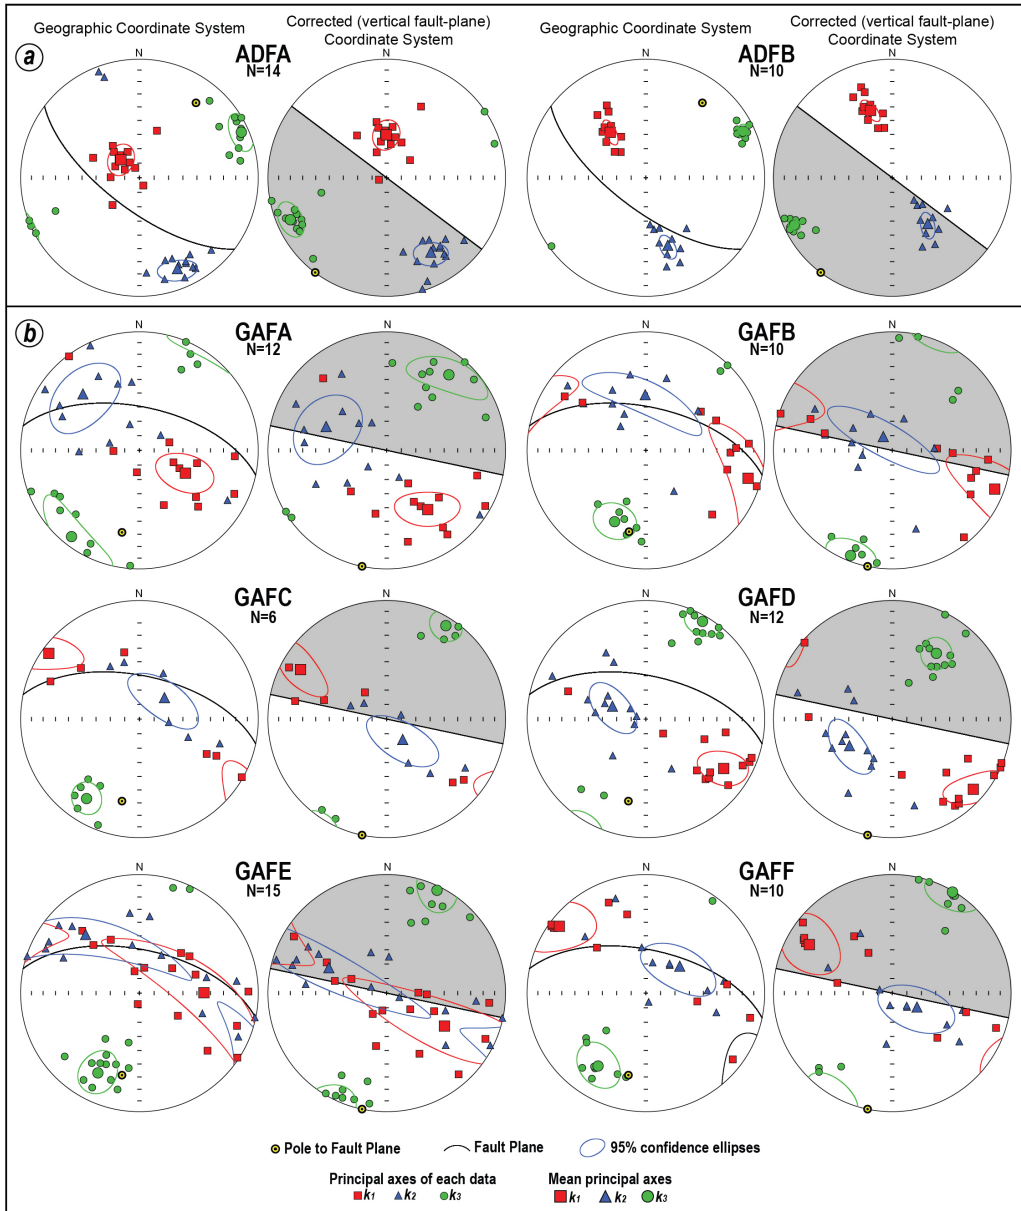 Geographic Coordinate System
Corrected (vertical fault-plane)
Coordinate System
Geographic Coordinate System
Corrected (vertical fault-plane)
Coordinate System
a
ADFA
N=14
ADFB
N=10
N
N
N
N
b
GAFA
N=12
GAFB
N=10
N
N
N
N
GAFC
N=6
GAFD
N=12
N
N
N
N
GAFE
N=15
GAFF
N=10
N
N
N
N
Pole to Fault Plane
Fault Plane
95% confidence ellipses
Principal axes of each data
Mean principal axes
k1 k2 k3
k1 k2 k3